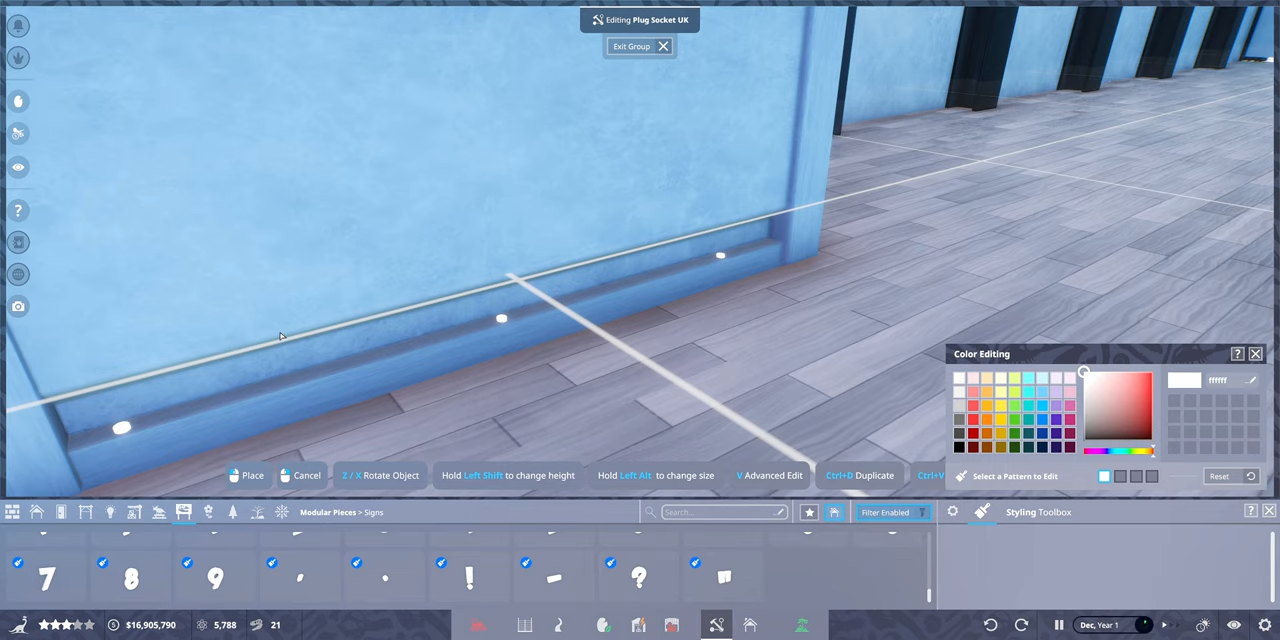 Editing Plug Socket UK
Exit Group
Color Editing
?
ffffff
Select a Pattern to Edit
Reset
Place
Cancel
Z / X Rotate Object
Hold Left Shift to change height
Hold Left Alt to change size
V Advanced Edit
Ctrl+D Duplicate
Ctrl+V
Modular Pieces > Signs
Search...
Filter Enabled
Styling Toolbox
?
7
8
9
'
.
!
-
?
"
?
$16,905,790
5,788
21
Dec, Year 1